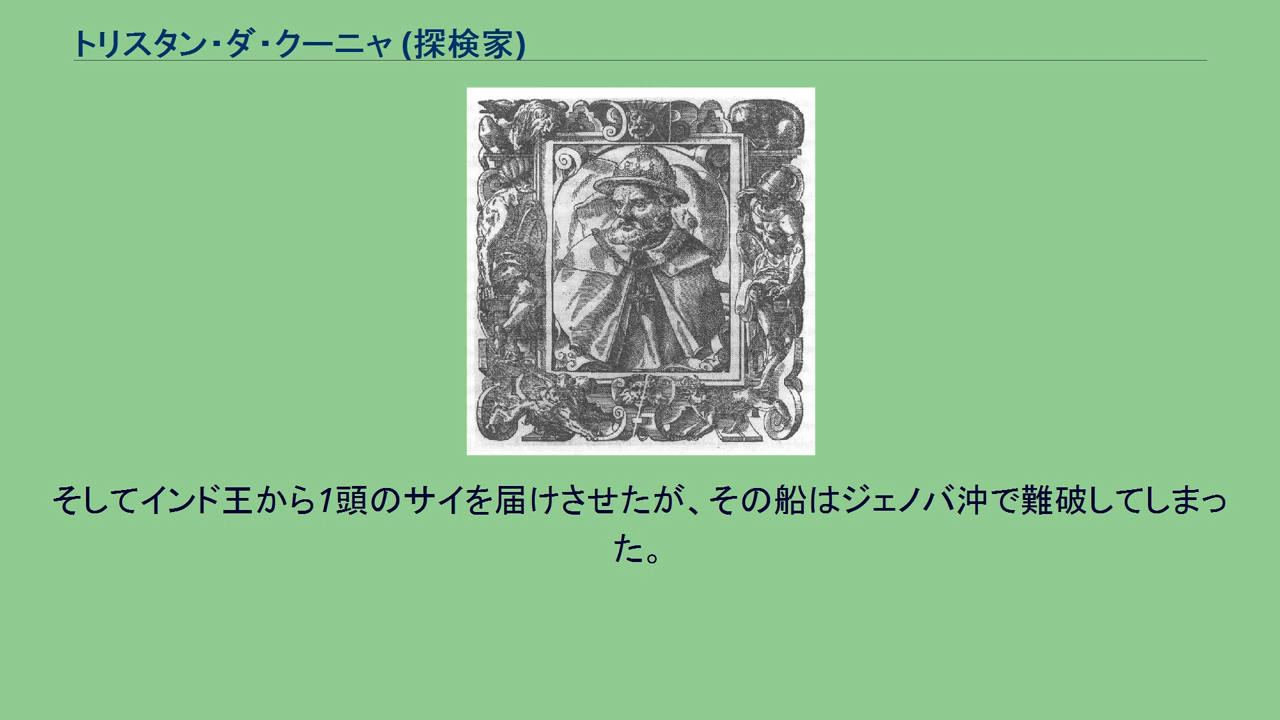 トリスタン・ダ・クーニャ (探検家)
そしてインド王から1頭のサイを届けさせたが、その船はジェノバ沖で難破してしまっ
た。